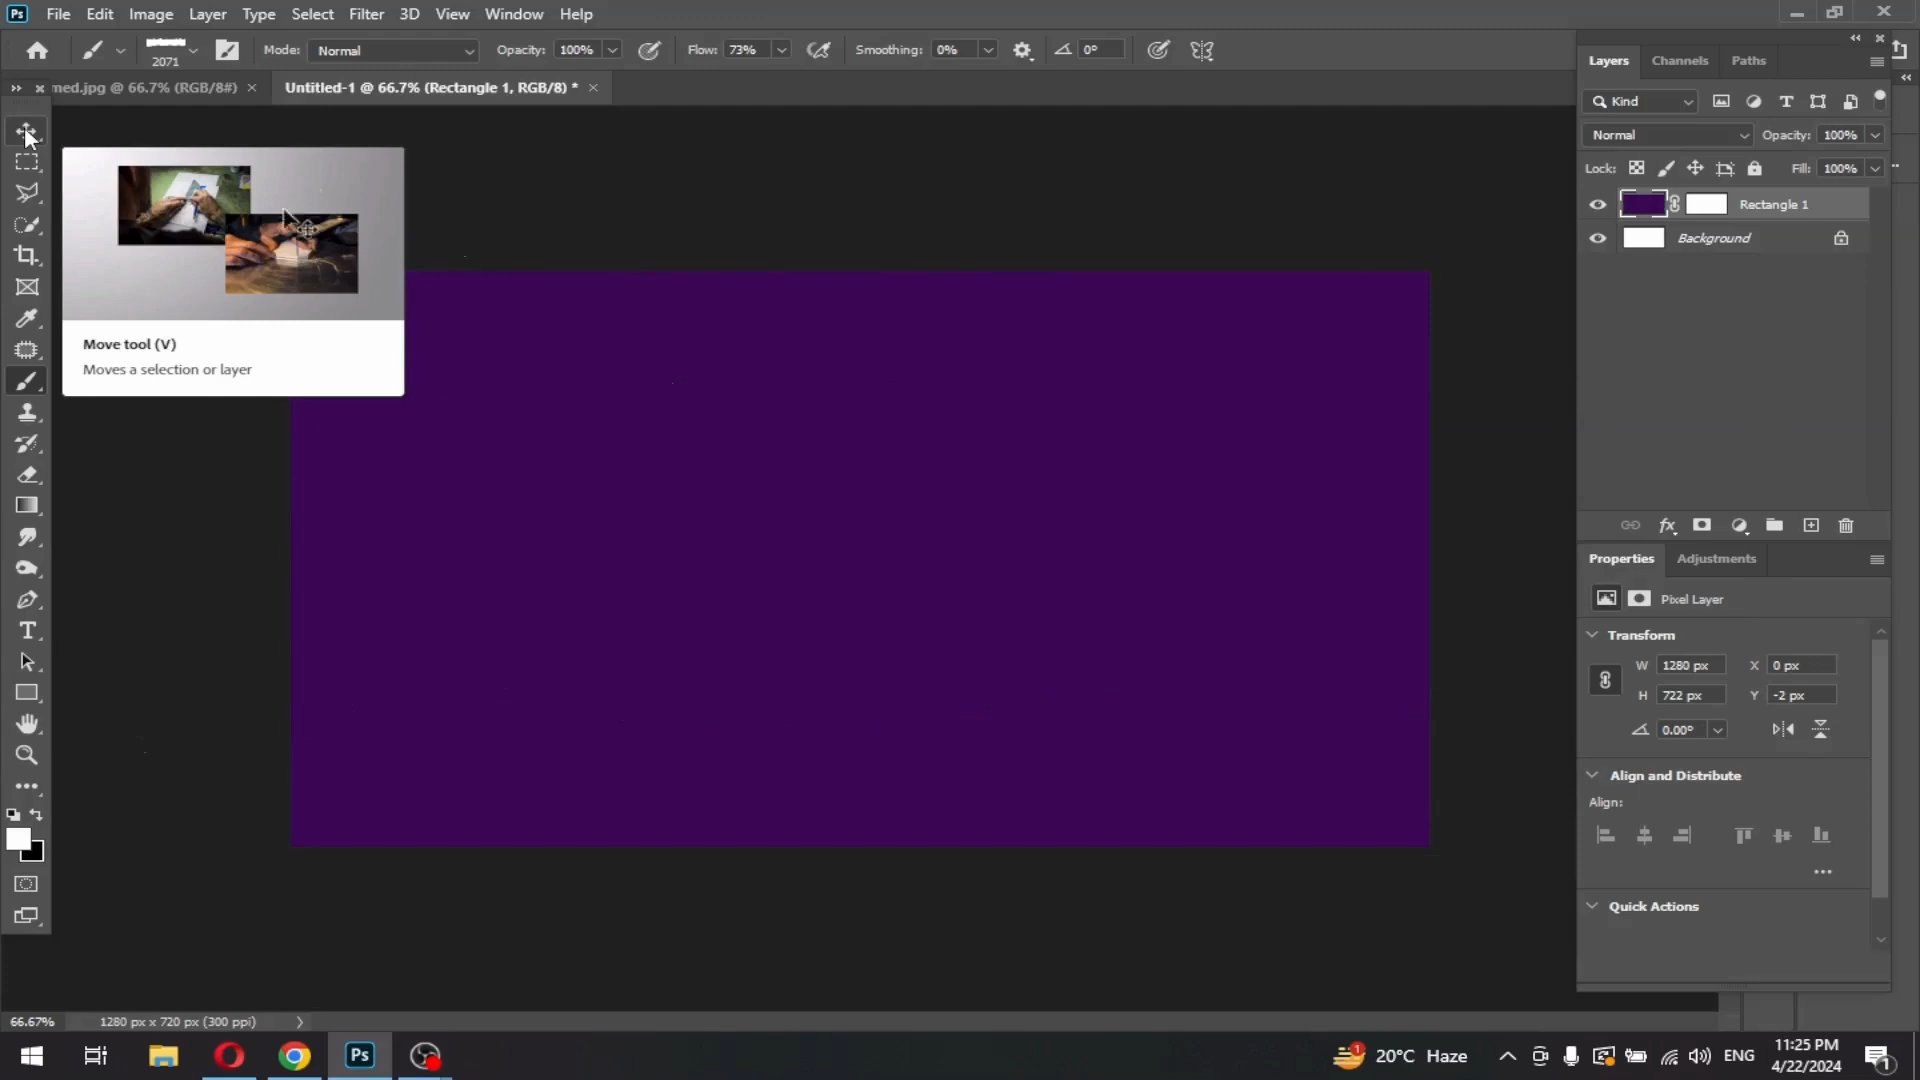 Ps File Edit Image Layer Type Select Filter 3D View Window Help
2071 Mode: Normal Opacity: 100% Flow: 73% Smoothing: 0% 0°
med.jpg @ 66.7% (RGB/8#) Untitled-1 @ 66.7% (Rectangle 1, RGB/8) *
Move tool (V)
Moves a selection or layer
Layers Channels Paths
Kind
Normal Opacity: 100%
Lock: Fill: 100%
Rectangle 1
Background
Properties Adjustments
Pixel Layer
Transform
W 1280 px X 0 px
H 722 px Y -2 px
0.00°
Align and Distribute
Align:
Quick Actions
66.67% 1280 px x 720 px (300 ppi)
Ps 1 20°C Haze ENG 11:25 PM
4/22/2024 1